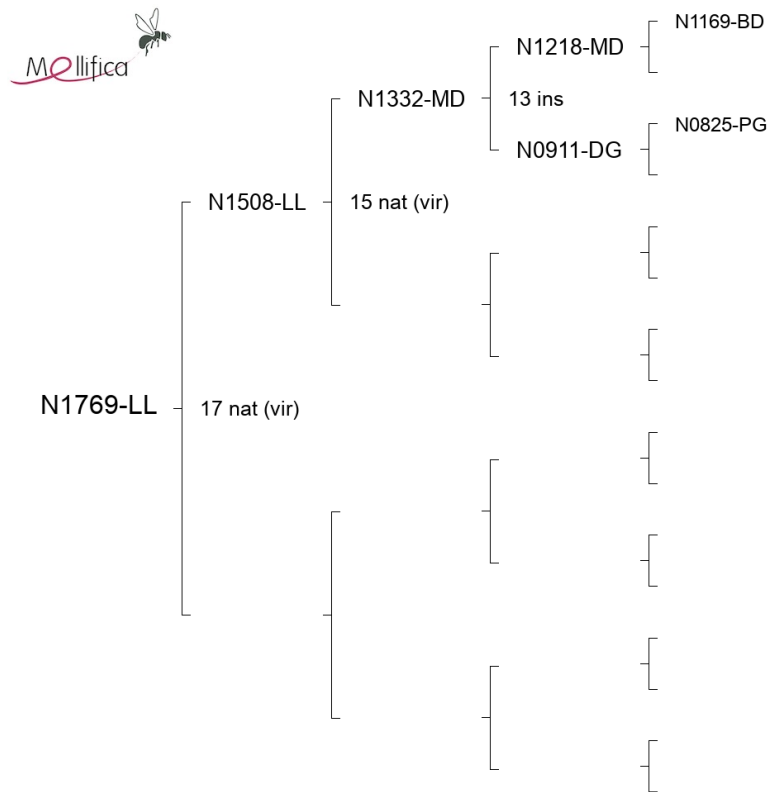 Mellifica
N1169-BD
N1218-MD
N1332-MD
13 ins
N0825-PG
N0911-DG
N1508-LL
15 nat (vir)
N1769-LL
17 nat (vir)